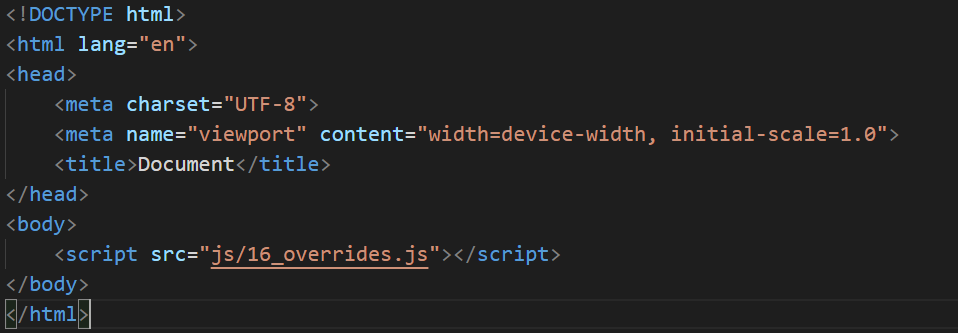 <!DOCTYPE html>
<html lang="en">
<head>
    <meta charset="UTF-8">
    <meta name="viewport" content="width=device-width, initial-scale=1.0">
    <title>Document</title>
</head>
<body>
    <script src="js/16_overrides.js"></script>
</body>
</html>